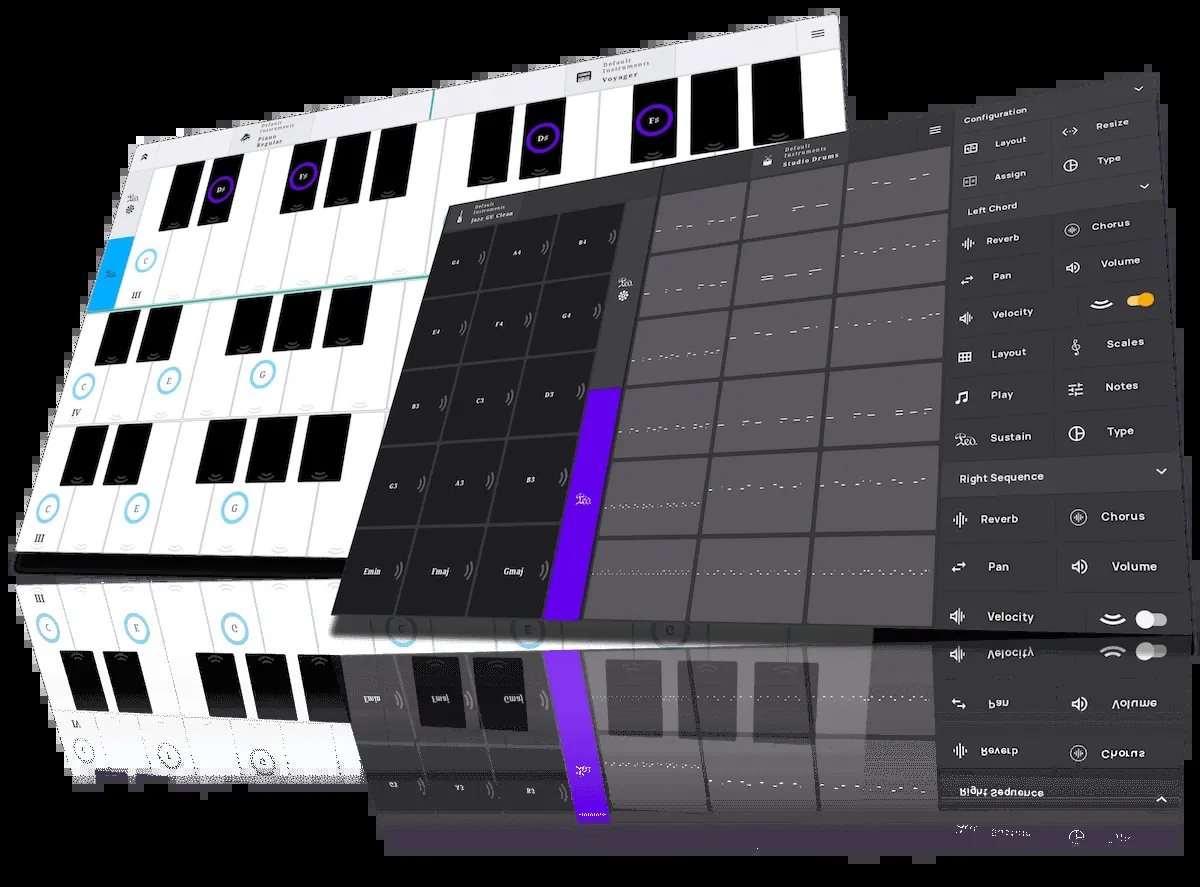 Default
Instruments
Piano
Regular
Default
Instruments
Voyager
D♯
F♯
D♯
F♯
C
III
C
E
G
IV
C
E
G
III
Default
Instruments
Jazz GU Clean
Default
Instruments
Studio Drums
G4
A4
B4
E4
F4
G4
B3
C3
D3
G3
A3
B3
Emin
Fmaj
Gmaj
Configuration
Layout
Resize
Assign
Type
Left Chord
Reverb
Chorus
Pan
Volume
Velocity
Layout
Scales
Play
Notes
Sustain
Type
Right Sequence
Reverb
Chorus
Pan
Volume
Velocity